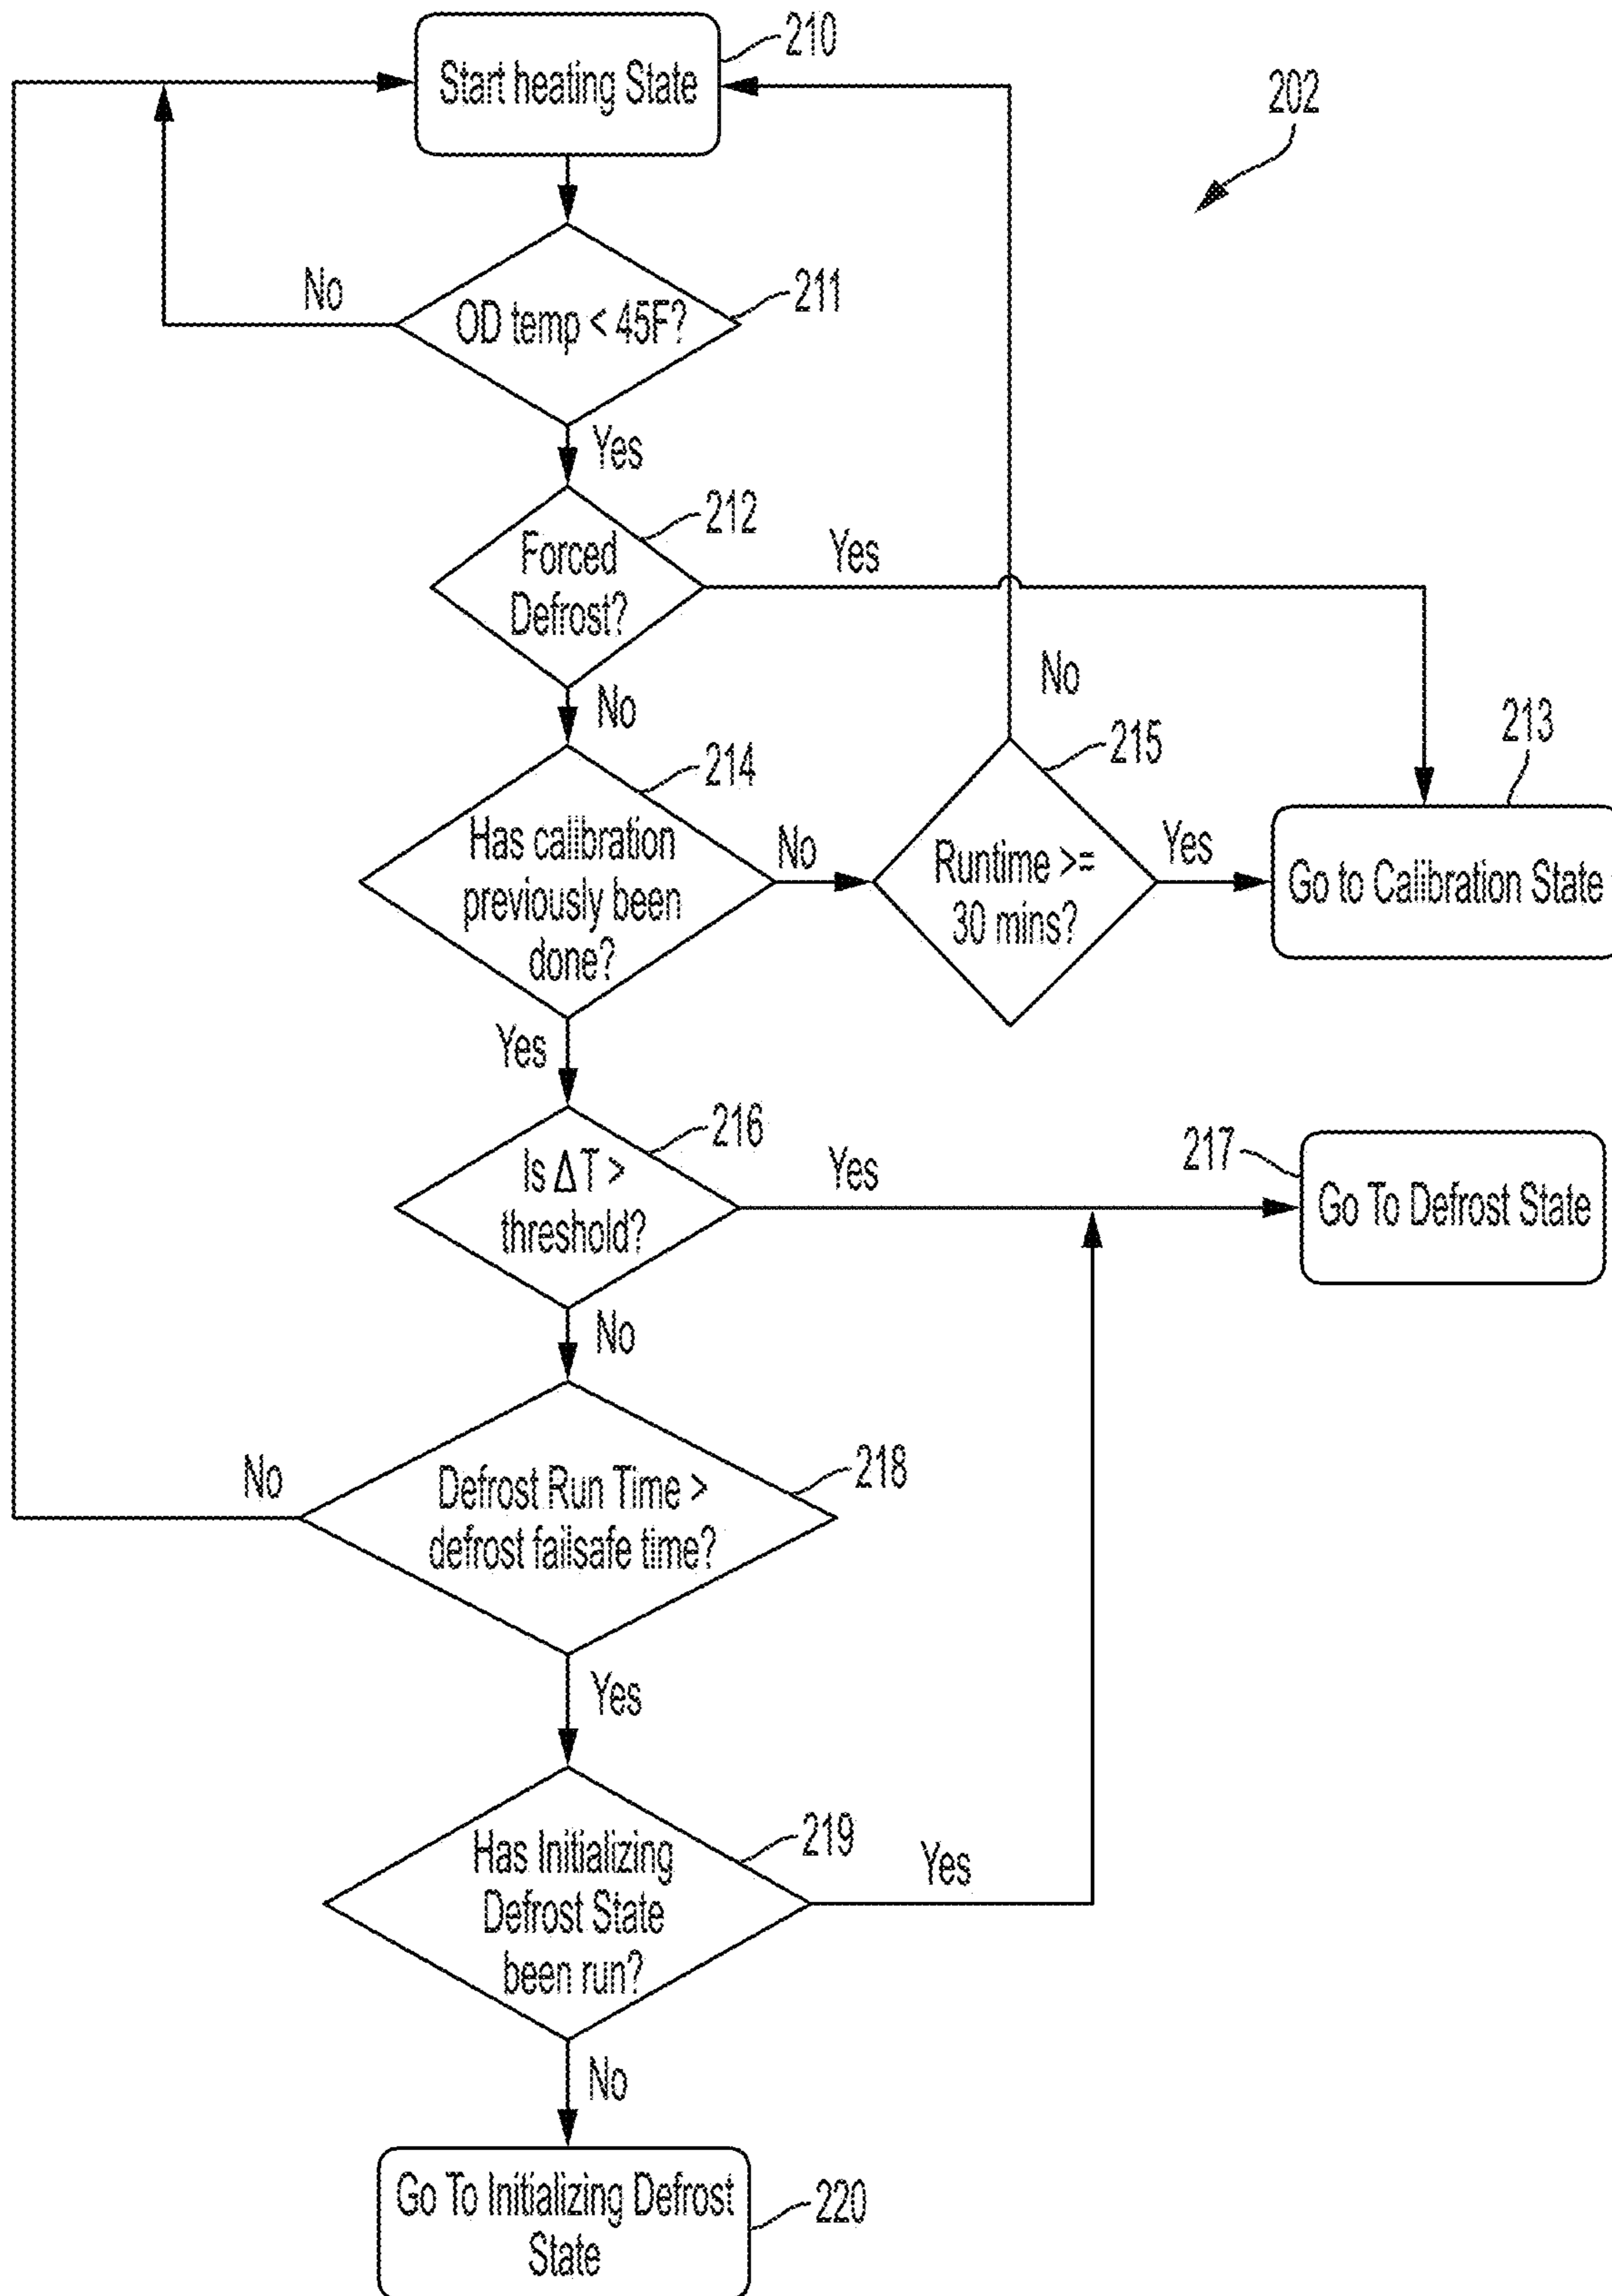 210
Start heating State
202
No
OD temp < 45F?
211
Yes
212
Forced
Defrost?
Yes
No
No
213
214
215
Has calibration
previously been
done?
No
Runtime >=
30 mins?
Yes
Go to Calibration State
Yes
216
Is Δ T >
threshold?
Yes
217
Go To Defrost State
No
No
Defrost Run Time >
defrost failsafe time?
218
Yes
219
Has Initializing
Defrost State
been run?
Yes
No
Go To Initializing Defrost
State
220